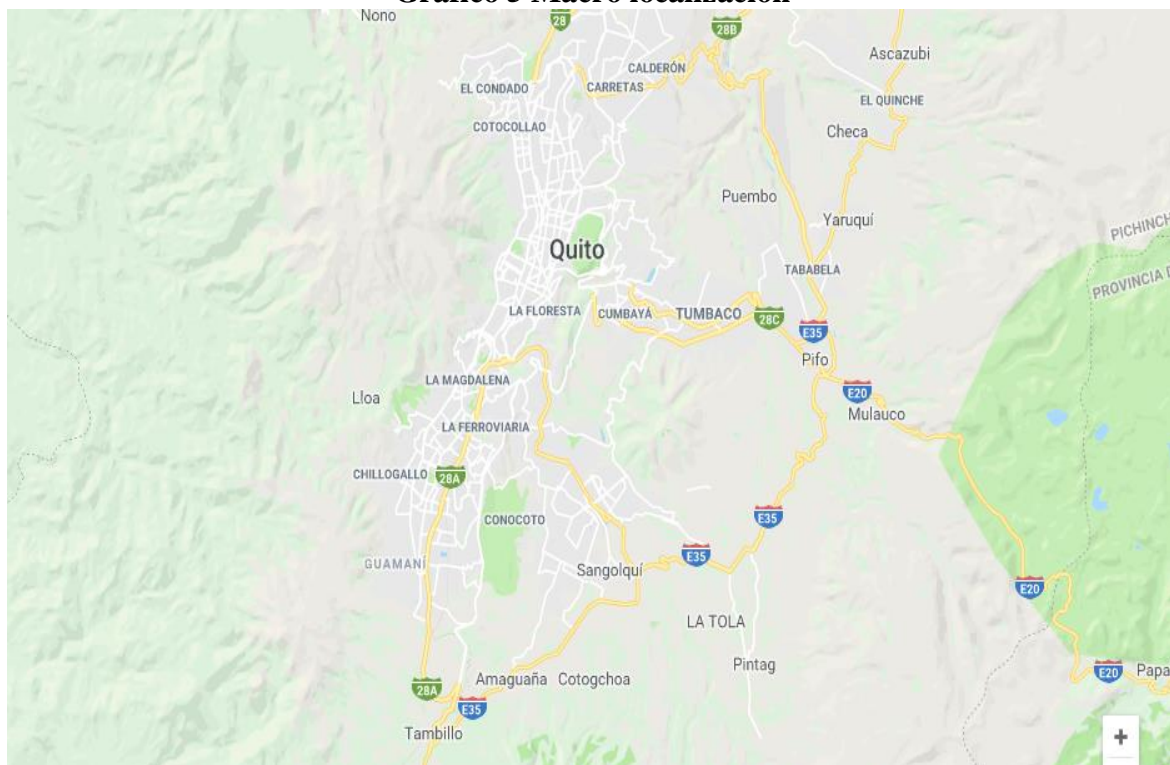 Gráfico 3 Macro localización
Nono
28
28B
Ascazubi
CALDERÓN
EL CONDADO
CARRETAS
EL QUINCHE
COTOCOLLAO
Checa
Puembo
Yaruquí
PICHINCH
Quito
TABABELA
PROVINCIA D
LA FLORESTA
CUMBAYÁ
TUMBACO
28C
E35
Pifo
LA MAGDALENA
E20
Lloa
Mulauco
LA FERROVIARIA
CHILLOGALLO
28A
CONOCOTO
E35
GUAMANÍ
E35
Sangolquí
E20
LA TOLA
Pintag
Amaguaña
Cotogchoa
E20
Papa
28A
E35
Tambillo
+